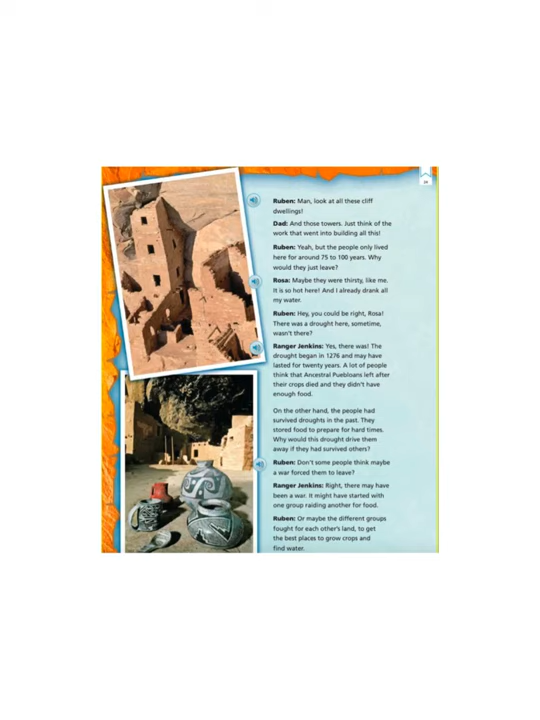 Ruben: Man, look at all these cliff
dwellings!
Dad: And those towers. Just think of the
work that went into building all this!
Ruben: Yeah, but the people only lived
here for around 75 to 100 years. Why
would they just leave?
Rosa: Maybe they were thirsty, like me.
It is so hot here! And I already drank all
my water.
Ruben: Hey, you could be right, Rosa!
There was a drought here, sometime,
wasn't there?
Ranger Jenkins: Yes, there was! The
drought began in 1276 and may have
lasted for twenty years. A lot of people
think that Ancestral Puebloans left after
their crops died and they didn't have
enough food.
On the other hand, the people had
survived droughts in the past. They
stored food to prepare for hard times.
Why would this drought drive them
away if they had survived others?
Ruben: Don't some people think maybe
a war forced them to leave?
Ranger Jenkins: Right, there may have
been a war. It might have started with
one group raiding another for food.
Ruben: Or maybe the different groups
fought for each other's land, to get
the best places to grow crops and
find water.